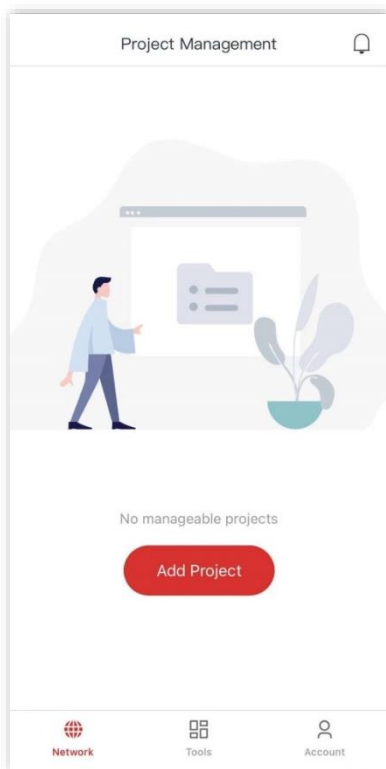 Project Management
No manageable projects
Add Project
Network
Tools
Account